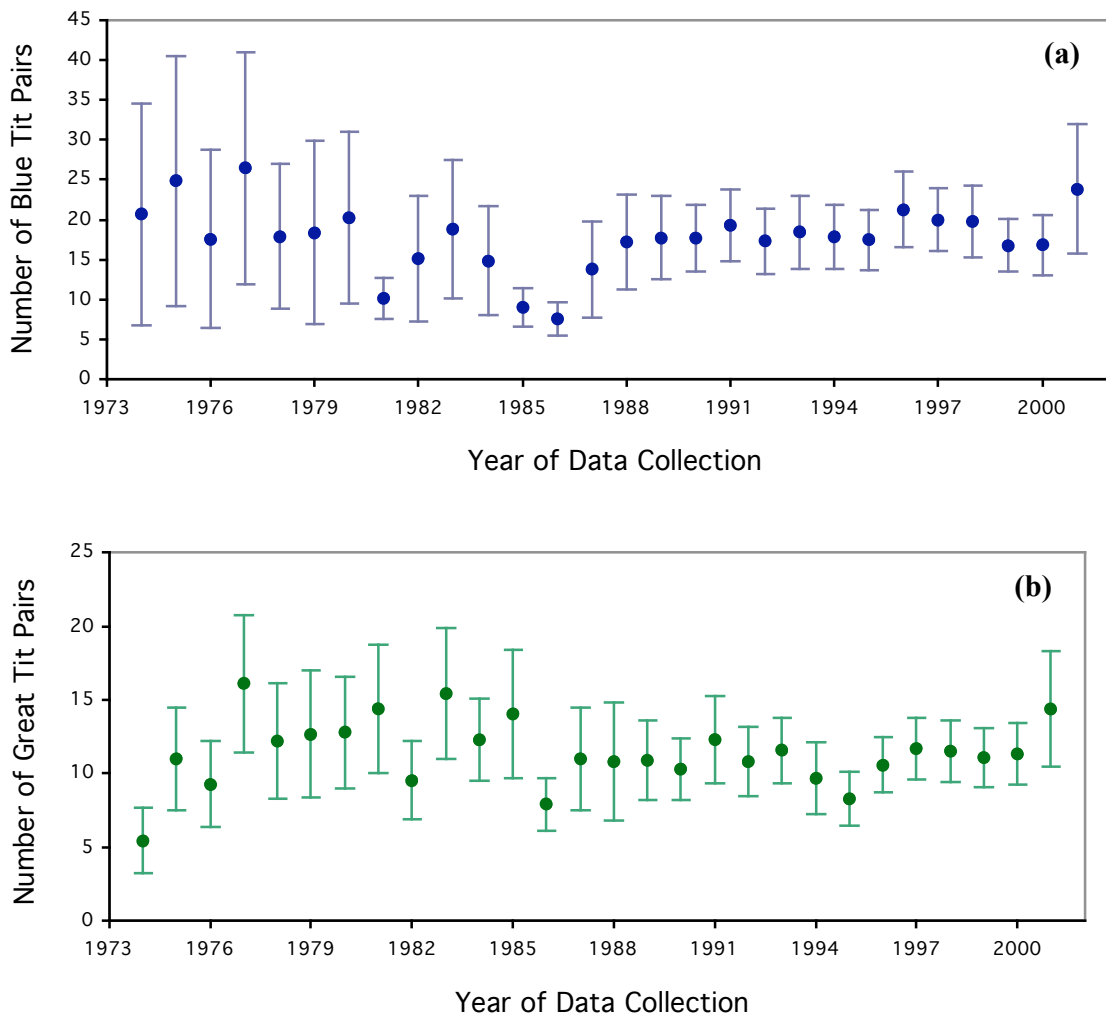 (a)
Number of Blue Tit Pairs
45
40
35
30
25
20
15
10
5
0
1973 1976 1979 1982 1985 1988 1991 1994 1997 2000
Year of Data Collection
(b)
Number of Great Tit Pairs
25
20
15
10
5
0
1973 1976 1979 1982 1985 1988 1991 1994 1997 2000
Year of Data Collection